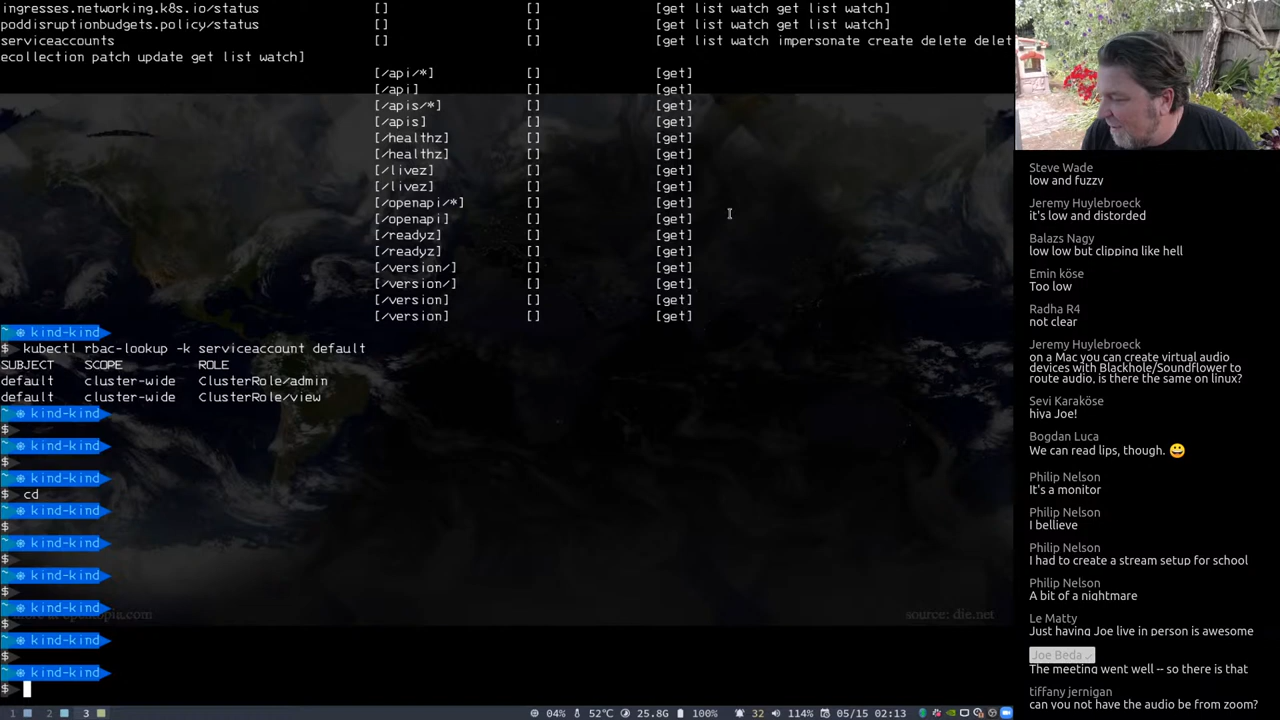 ingresses.networking.k8s.io/status [] [] [get list watch get list watch]
poddisruptionbudgets.policy/status [] [] [get list watch get list watch]
serviceaccounts [] [] [get list watch impersonate create delete delet
ecollection patch update get list watch]
[/api/*] [] [get]
[/api] [] [get]
[/apis/*] [] [get]
[/apis] [] [get]
[/healthz] [] [get]
[/healthz] [] [get]
[/livez] [] [get]
[/livez] [] [get]
[/openapi/*] [] [get]
[/openapi] [] [get]
[/readyz] [] [get]
[/readyz] [] [get]
[/version/] [] [get]
[/version/] [] [get]
[/version] [] [get]
[/version] [] [get]
~ ⎈ kind-kind
$ kubectl rbac-lookup -k serviceaccount default
SUBJECT SCOPE ROLE
default cluster-wide ClusterRole/admin
default cluster-wide ClusterRole/view
~ ⎈ kind-kind
$
~ ⎈ kind-kind
$
~ ⎈ kind-kind
$ cd
~ ⎈ kind-kind
$
~ ⎈ kind-kind
$
~ ⎈ kind-kind
$
~ ⎈ kind-kind
$
~ ⎈ kind-kind
$
~ ⎈ kind-kind
$
source: die.net
1 2 3
04% 52°C 25.8G 100% 32 114% 05/15 02:13
Steve Wade
low and fuzzy
Jeremy Huylebroeck
it's low and distorded
Balazs Nagy
low low but clipping like hell
Emin köse
Too low
Radha R4
not clear
Jeremy Huylebroeck
on a Mac you can create virtual audio
devices with Blackhole/Soundflower to
route audio, is there the same on linux?
Sevi Karaköse
hiya Joe!
Bogdan Luca
We can read lips, though. 😀
Philip Nelson
It's a monitor
Philip Nelson
I bellieve
Philip Nelson
I had to create a stream setup for school
Philip Nelson
A bit of a nightmare
Le Matty
Just having Joe live in person is awesome
Joe Beda ✓
The meeting went well -- so there is that
tiffany jernigan
can you not have the audio be from zoom?